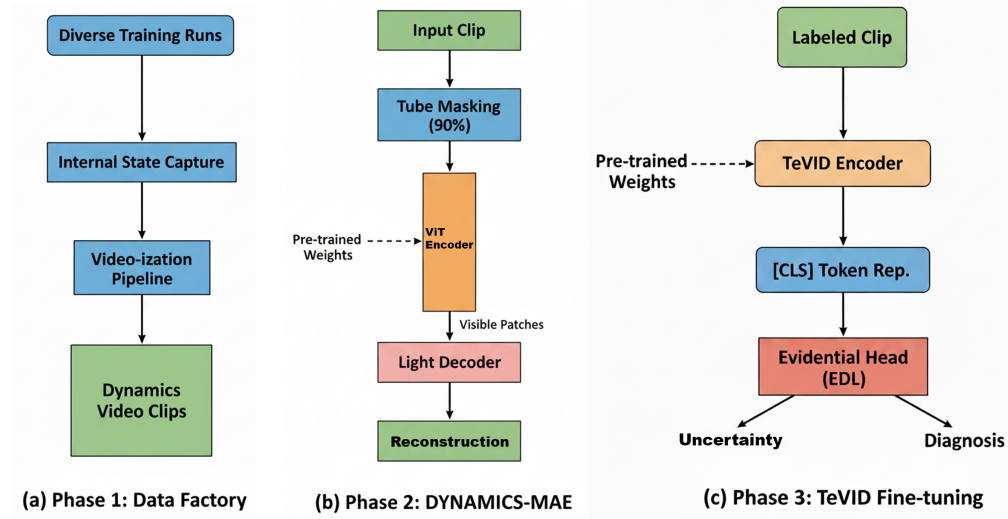 Diverse Training Runs
Internal State Capture
Video-ization
Pipeline
Dynamics
Video Clips
(a) Phase 1: Data Factory
Input Clip
Tube Masking
(90%)
ViT
Encoder
Pre-trained
Weights
Visible Patches
Light Decoder
Reconstruction
(b) Phase 2: DYNAMICS-MAE
Labeled Clip
Pre-trained
Weights
TeVID Encoder
[CLS] Token Rep.
Evidential Head
(EDL)
Uncertainty
Diagnosis
(c) Phase 3: TeVID Fine-tuning